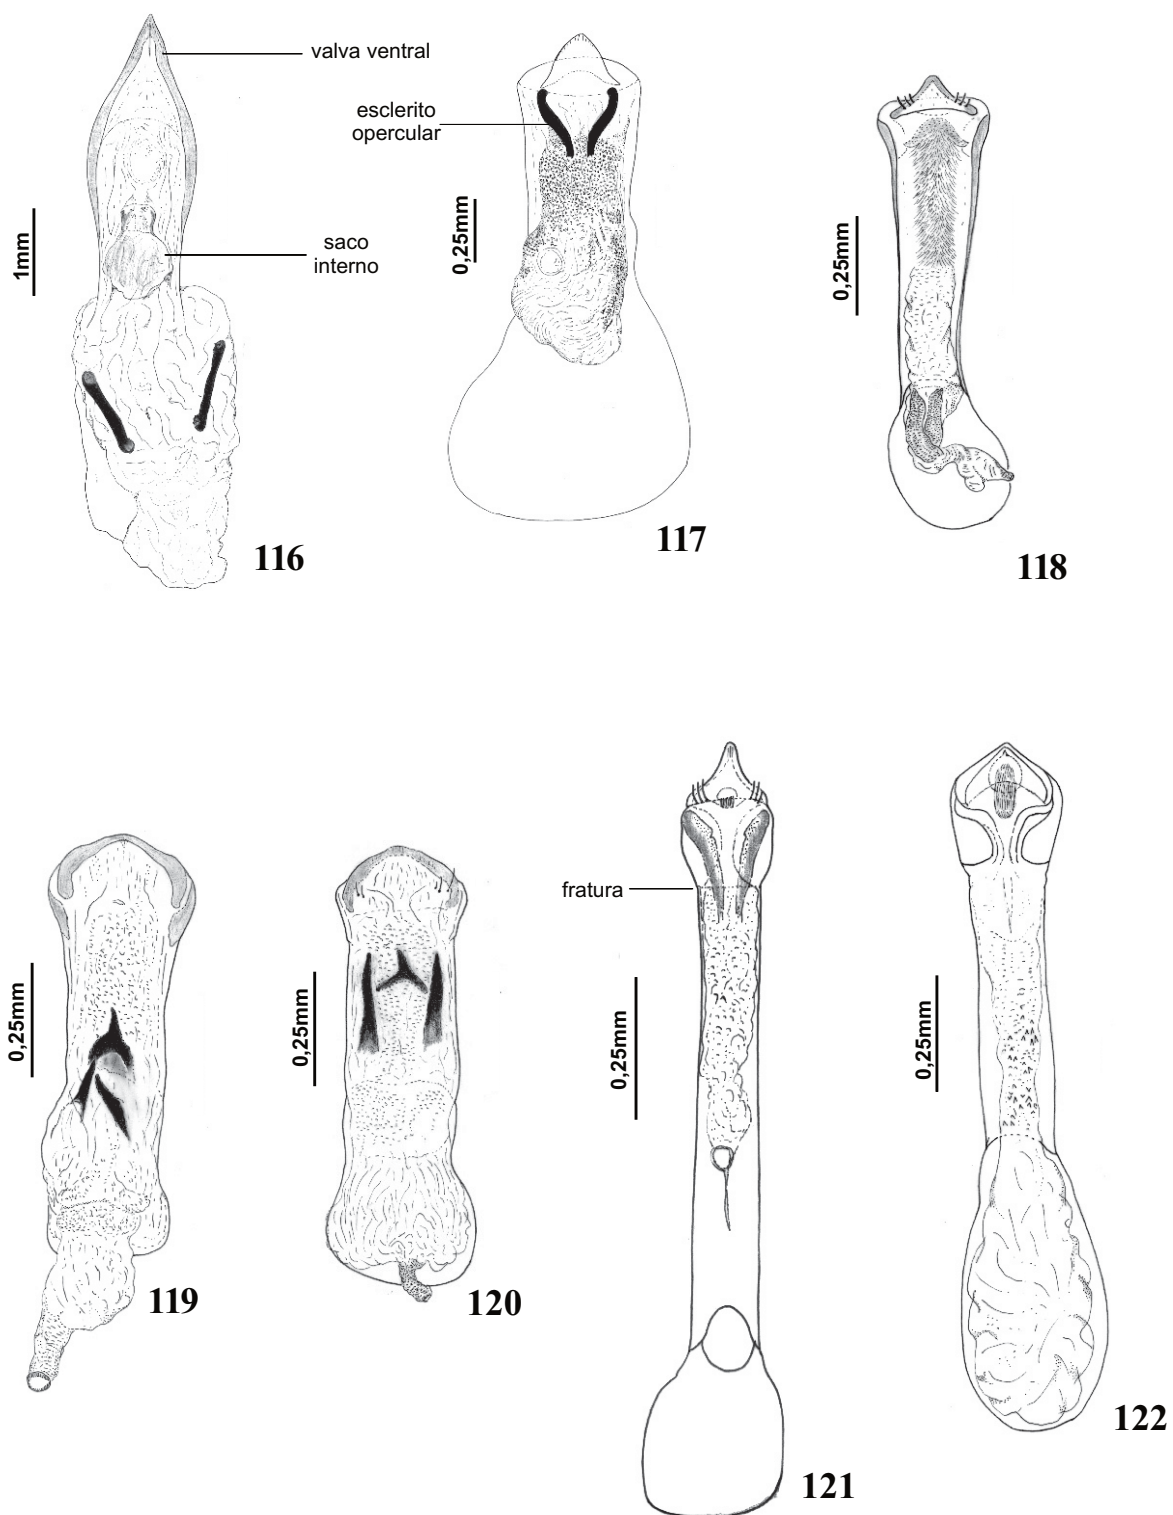 valva ventral
esclerito
opercular
saco
interno
1mm
0,25mm
0,25mm
116
117
118
fratura
0,25mm
0,25mm
0,25mm
0,25mm
119
120
121
122